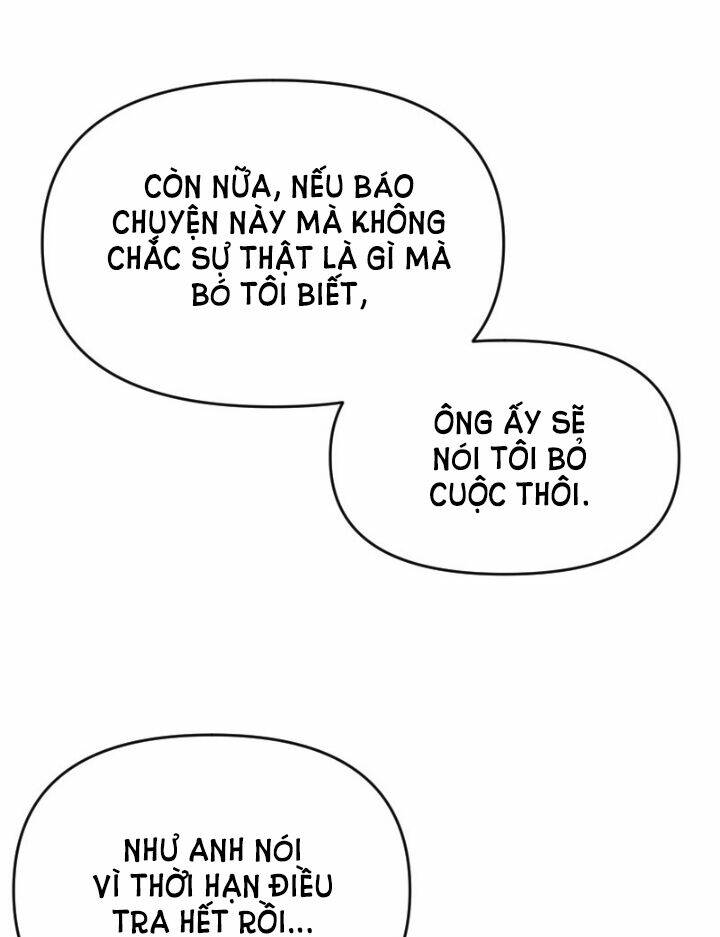 CÒN NỮA, NẾU BÁO
CHUYỆN NÀY MÀ KHÔNG
CHẮC SỰ THẬT LÀ GÌ MÀ
BỐ TÔI BIẾT,
ÔNG ẤY SẼ
NÓI TÔI BỎ
CUỘC THÔI.
NHƯ ANH NÓI
VÌ THỜI HẠN ĐIỀU
TRA HẾT RỒI...